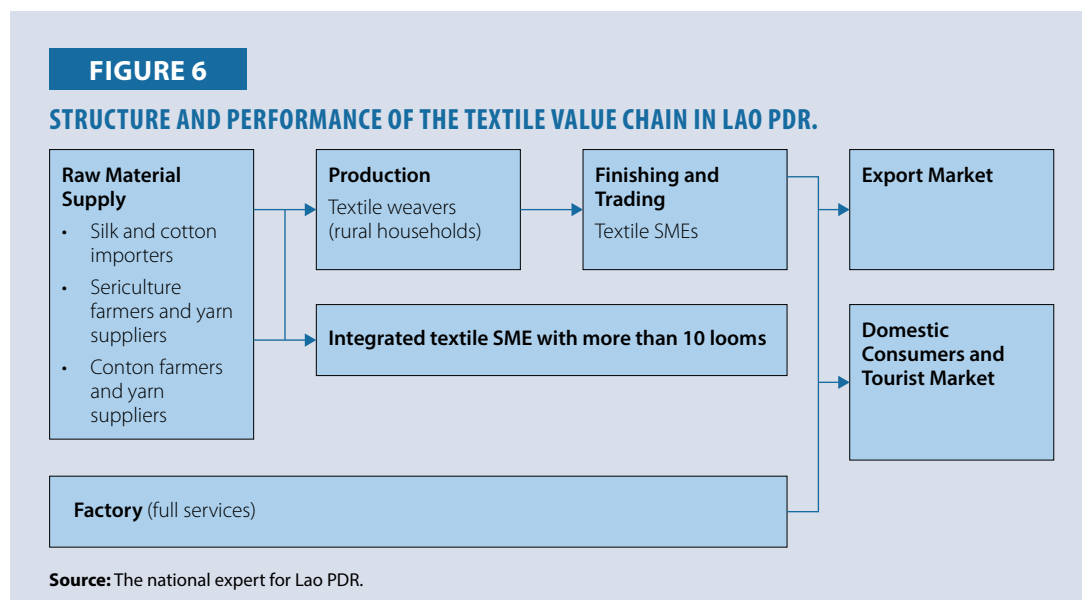 FIGURE 6
STRUCTURE AND PERFORMANCE OF THE TEXTILE VALUE CHAIN IN LAO PDR.
Raw Material
Supply
• Silk and cotton
importers
• Sericulture
farmers and yarn
suppliers
• Conton farmers
and yarn
suppliers
Production
Textile weavers
(rural households)
Finishing and
Trading
Textile SMEs
Export Market
Integrated textile SME with more than 10 looms
Domestic
Consumers and
Tourist Market
Factory (full services)
Source: The national expert for Lao PDR.